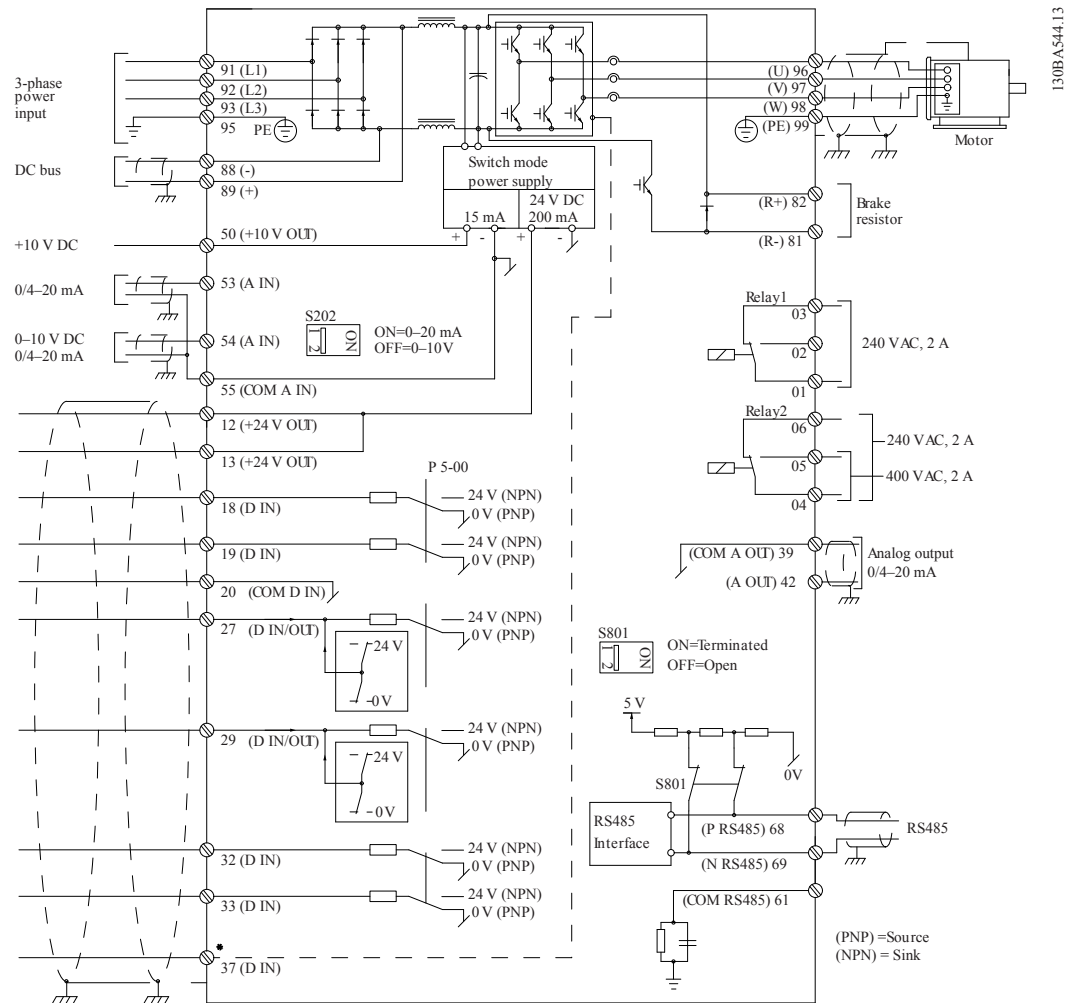 130BA544.13
3-phase
power
input
91 (L1)
92 (L2)
93 (L3)
95
PE
DC bus
88 (-)
89 (+)
+10 V DC
50 (+10 V OUT)
0/4–20 mA
53 (A IN)
0–10 V DC
0/4–20 mA
54 (A IN)
55 (COM A IN)
12 (+24 V OUT)
13 (+24 V OUT)
18 (D IN)
19 (D IN)
20 (COM D IN)
27 (D IN/OUT)
29 (D IN/OUT)
32 (D IN)
33 (D IN)
*
37 (D IN)
Switch mode
power supply
15 mA
24 V DC
200 mA
+ - + -
S202
1 2
ON
ON=0–20 mA
OFF=0–10V
P 5-00
24 V (NPN)
0 V (PNP)
24 V (NPN)
0 V (PNP)
24 V (NPN)
0 V (PNP)
24 V
0V
24 V (NPN)
0 V (PNP)
24 V
0V
24 V (NPN)
0 V (PNP)
24 V (NPN)
0 V (PNP)
(U) 96
(V) 97
(W) 98
(PE) 99
Motor
(R+) 82
(R-) 81
Brake
resistor
Relay1
03
02
01
240 VAC, 2 A
Relay2
06
05
04
240 VAC, 2 A
400 VAC, 2 A
(COM A OUT) 39
(A OUT) 42
Analog output
0/4–20 mA
S801
1 2
ON
ON=Terminated
OFF=Open
5 V
0V
S801
RS485
Interface
(P RS485) 68
(N RS485) 69
(COM RS485) 61
RS485
(PNP) =Source
(NPN) = Sink